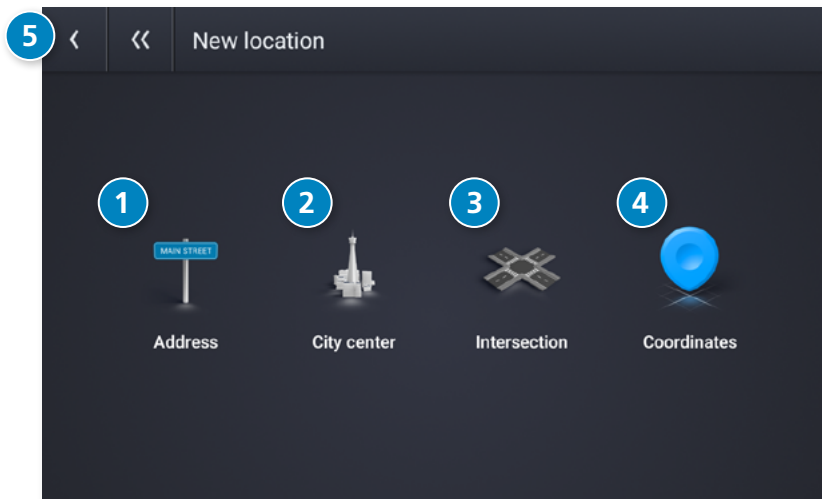 5
New location
1
2
3
4
MAIN STREET
Address
City center
Intersection
Coordinates